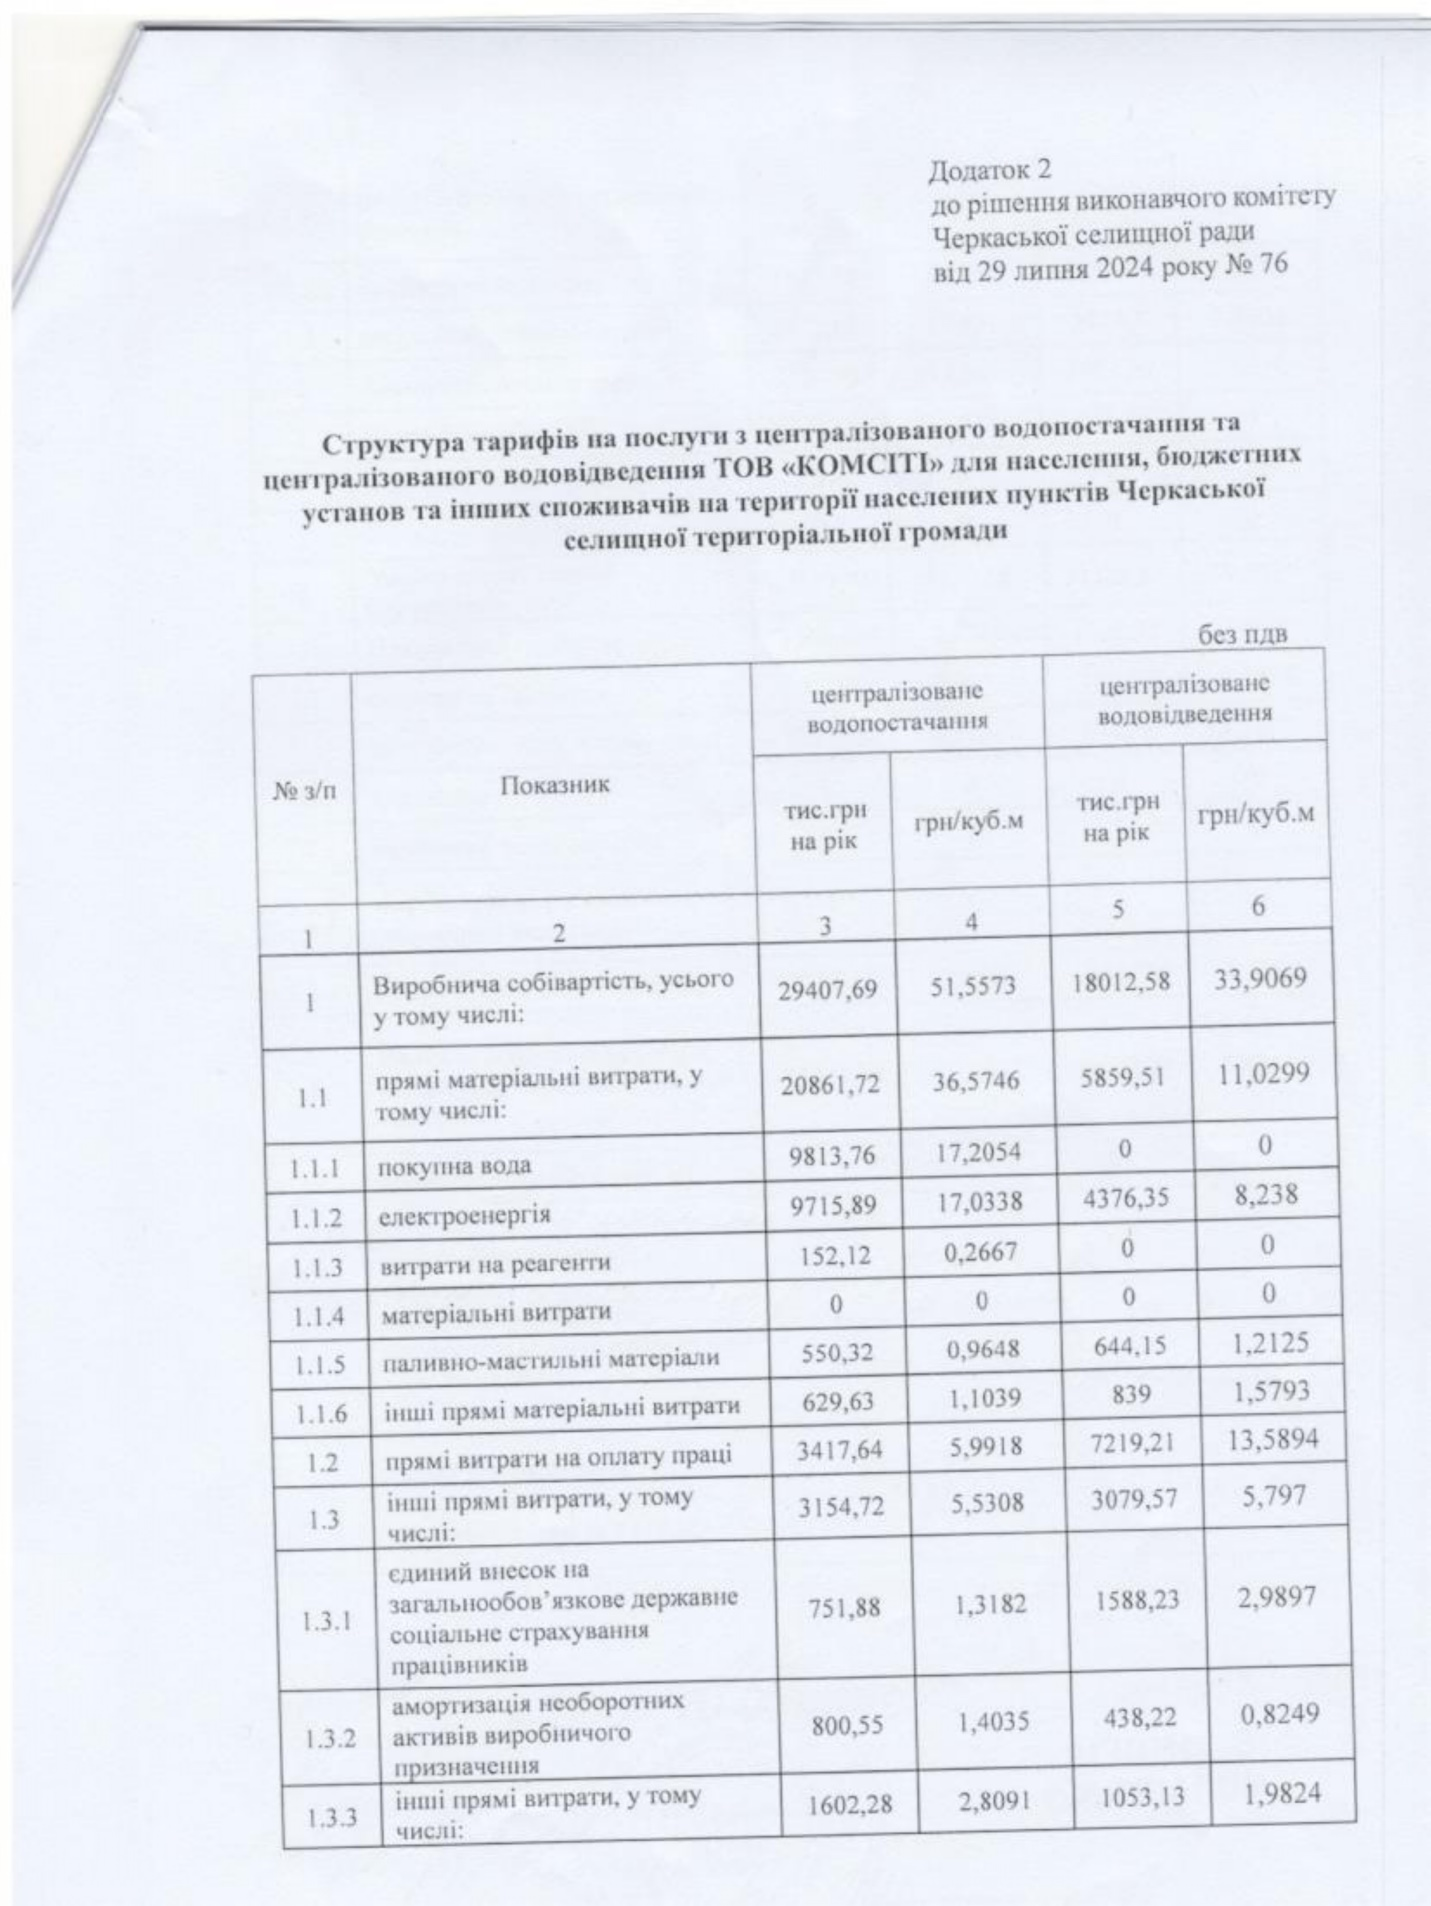 Додаток 2
до рішення виконавчого комітету
Черкаської селищної ради
від 29 липня 2024 року № 76
Структура тарифів на послуги з централізованого водопостачання та
централізованого водовідведення ТОВ «КОМСІТІ» для населення, бюджетних
установ та інших споживачів на території населених пунктів Черкаської
селищної територіальної громади
без пдв
№ з/п
Показник
централізоване
водопостачання
централізоване
водовідведення
тис.грн
на рік
грн/куб.м
тис.грн
на рік
грн/куб.м
1 2 3 4 5 6
1 Виробнича собівартість, усього
у тому числі: 29407,69 51,5573 18012,58 33,9069
1.1 прямі матеріальні витрати, у
тому числі: 20861,72 36,5746 5859,51 11,0299
1.1.1 покупна вода 9813,76 17,2054 0 0
1.1.2 електроенергія 9715,89 17,0338 4376,35 8,238
1.1.3 витрати на реагенти 152,12 0,2667 0 0
1.1.4 матеріальні витрати 0 0 0 0
1.1.5 паливно-мастильні матеріали 550,32 0,9648 644,15 1,2125
1.1.6 інші прямі матеріальні витрати 629,63 1,1039 839 1,5793
1.2 прямі витрати на оплату праці 3417,64 5,9918 7219,21 13,5894
1.3 інші прямі витрати, у тому
числі: 3154,72 5,5308 3079,57 5,797
1.3.1 єдиний внесок на
загальнообов’язкове державне
соціальне страхування
працівників 751,88 1,3182 1588,23 2,9897
1.3.2 амортизація необоротних
активів виробничого
призначення 800,55 1,4035 438,22 0,8249
1.3.3 інші прямі витрати, у тому
числі: 1602,28 2,8091 1053,13 1,9824